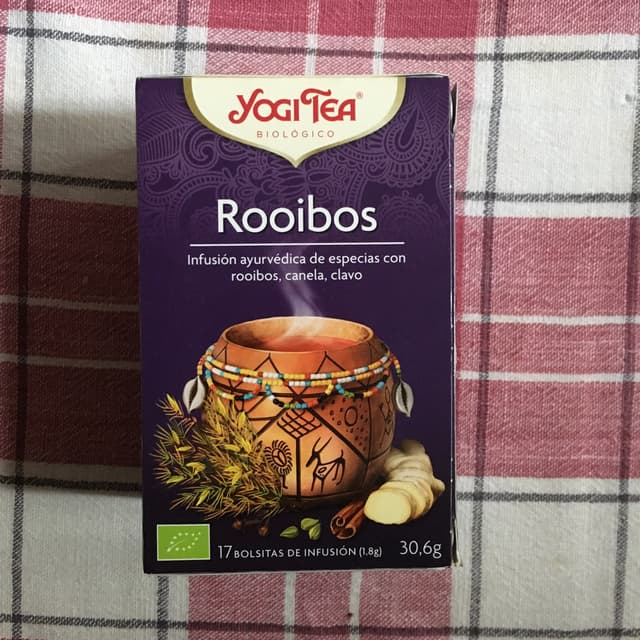 YOGI TEA®
BIOLÓGICO
Rooibos
Infusión ayurvédica de especias con
rooibos, canela, clavo
17 BOLSITAS DE INFUSIÓN (1,8g) 30,6g